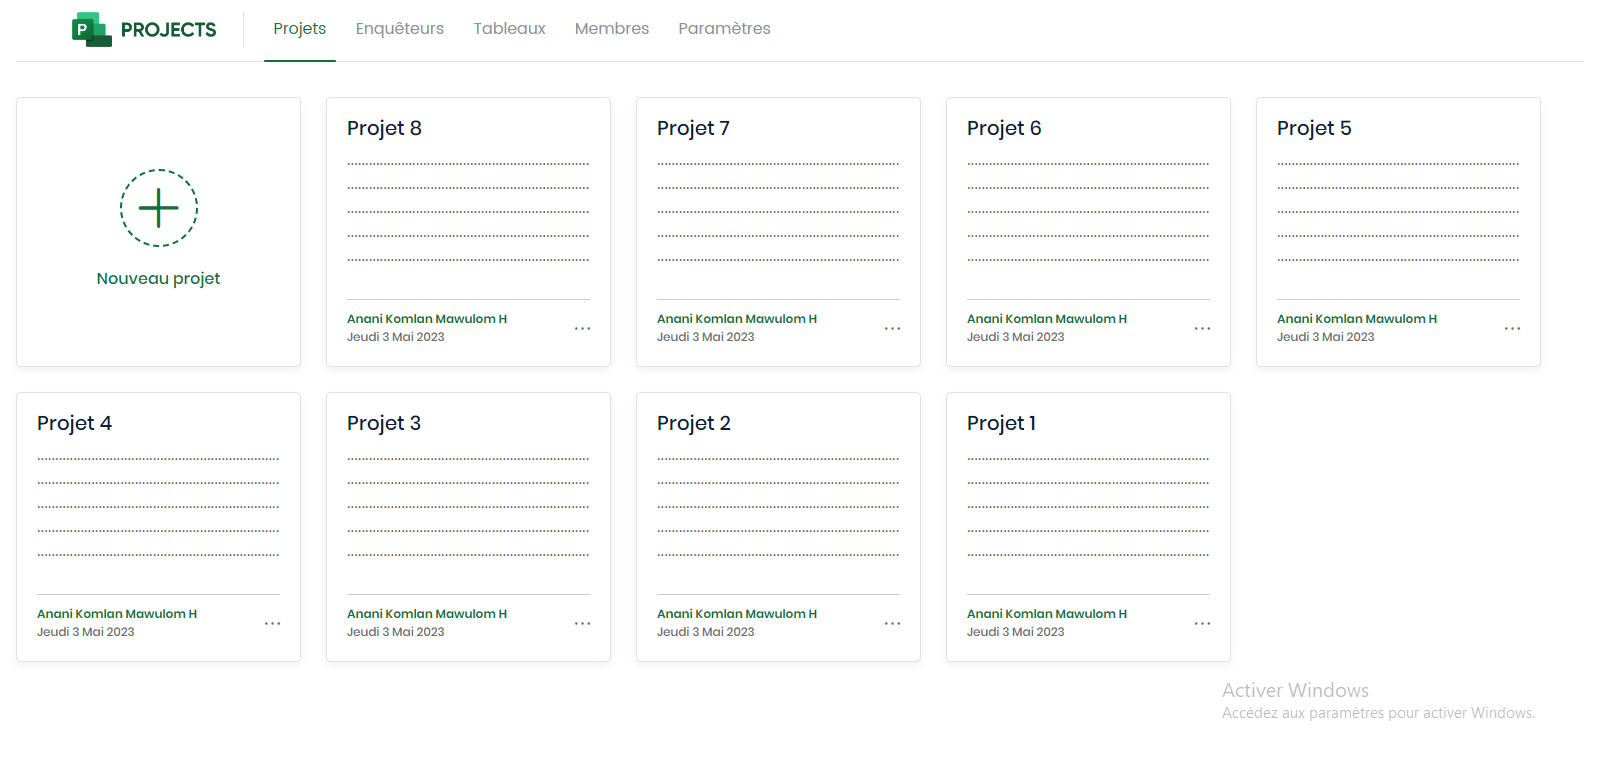 P PROJECTS
Projets Enquêteurs Tableaux Membres Paramètres
Nouveau projet
Projet 8
................................................................................
................................................................................
................................................................................
................................................................................
................................................................................
Anani Komlan Mawulom H
Jeudi 3 Mai 2023
...
Projet 7
................................................................................
................................................................................
................................................................................
................................................................................
................................................................................
Anani Komlan Mawulom H
Jeudi 3 Mai 2023
...
Projet 6
................................................................................
................................................................................
................................................................................
................................................................................
................................................................................
Anani Komlan Mawulom H
Jeudi 3 Mai 2023
...
Projet 5
................................................................................
................................................................................
................................................................................
................................................................................
................................................................................
Anani Komlan Mawulom H
Jeudi 3 Mai 2023
...
Projet 4
................................................................................
................................................................................
................................................................................
................................................................................
................................................................................
Anani Komlan Mawulom H
Jeudi 3 Mai 2023
...
Projet 3
................................................................................
................................................................................
................................................................................
................................................................................
................................................................................
Anani Komlan Mawulom H
Jeudi 3 Mai 2023
...
Projet 2
................................................................................
................................................................................
................................................................................
................................................................................
................................................................................
Anani Komlan Mawulom H
Jeudi 3 Mai 2023
...
Projet 1
................................................................................
................................................................................
................................................................................
................................................................................
................................................................................
Anani Komlan Mawulom H
Jeudi 3 Mai 2023
...
Activer Windows
Accédez aux paramètres pour activer Windows.